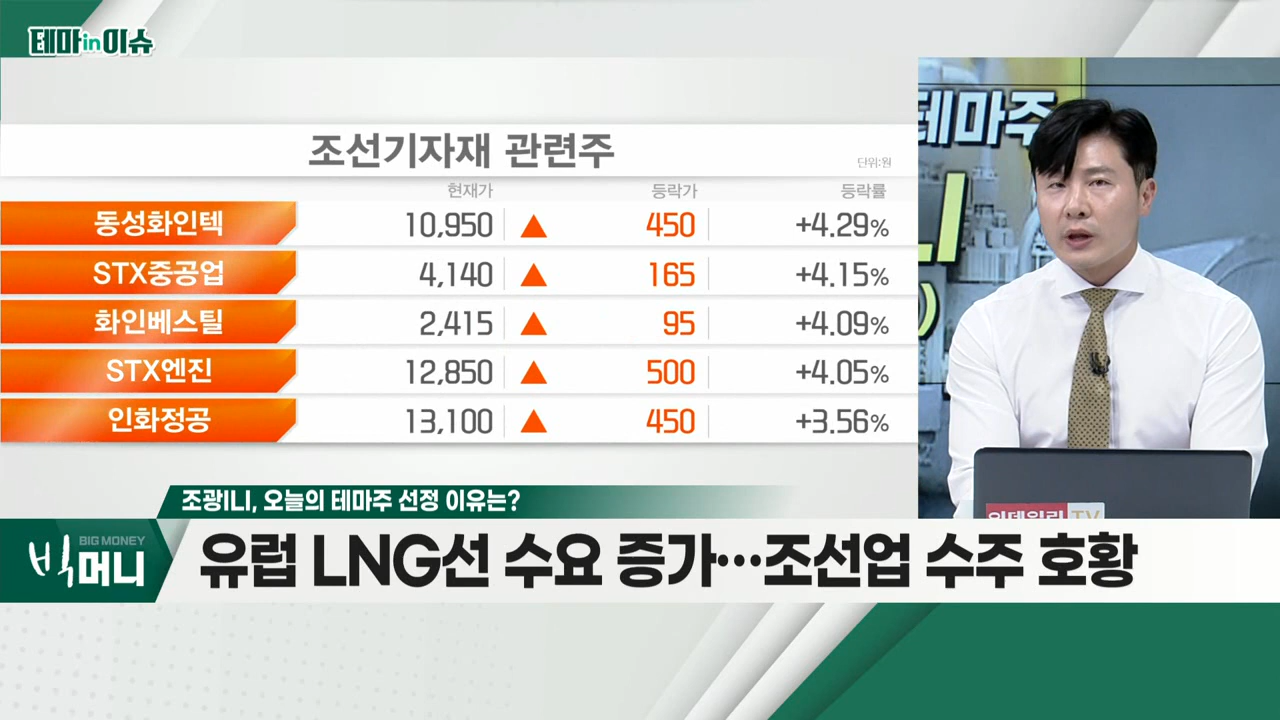 테마in이슈
테마주
조선기자재 관련주
단위:원
현재가 등락가 등락률
동성화인텍 10,950 ▲ 450 +4.29%
STX중공업 4,140 ▲ 165 +4.15%
화인베스틸 2,415 ▲ 95 +4.09%
STX엔진 12,850 ▲ 500 +4.05%
인화정공 13,100 ▲ 450 +3.56%
조광ILI, 오늘의 테마주 선정 이유는?
BIG MONEY
빅머니
유럽 LNG선 수요 증가…조선업 수주 호황